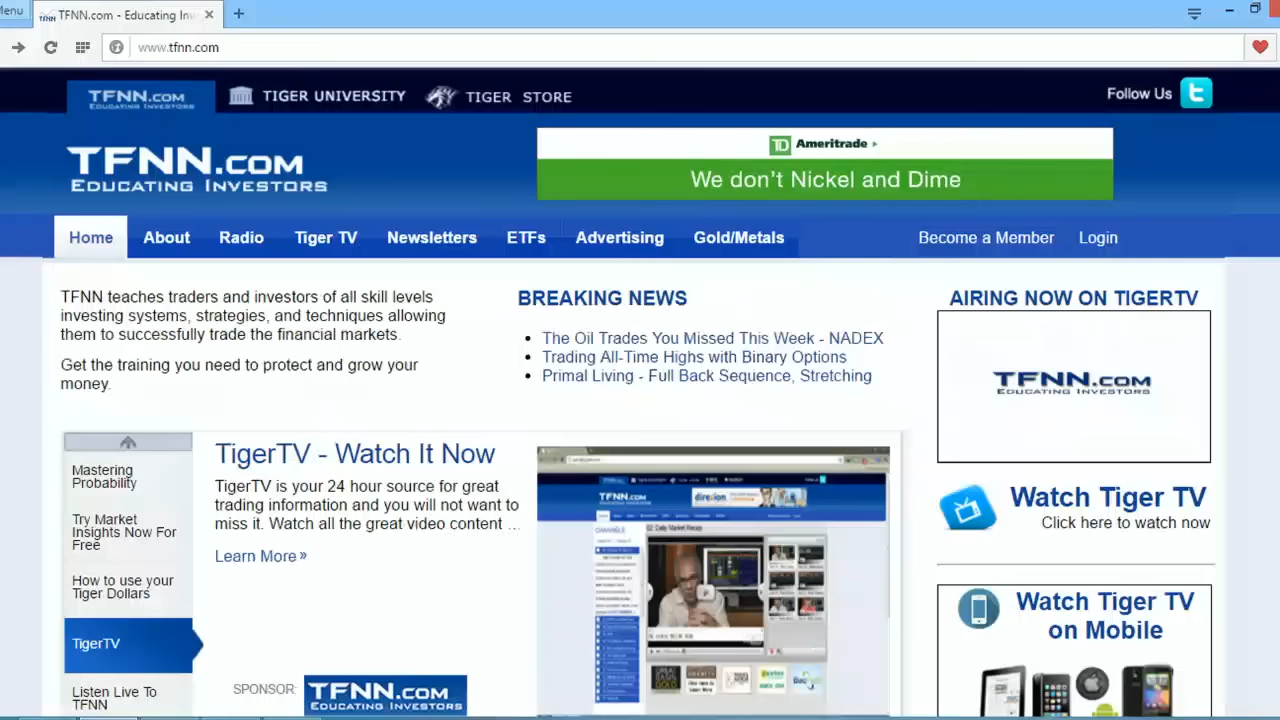 Menu
TFNN.com - Educating Inv
www.tfnn.com
TFNN.COM
EDUCATING INVESTORS
TIGER UNIVERSITY
TIGER STORE
Follow Us
TFNN.COM
EDUCATING INVESTORS
TD Ameritrade
We don't Nickel and Dime
Home
About
Radio
Tiger TV
Newsletters
ETFs
Advertising
Gold/Metals
Become a Member
Login
TFNN teaches traders and investors of all skill levels
investing systems, strategies, and techniques allowing
them to successfully trade the financial markets.
Get the training you need to protect and grow your
money.
BREAKING NEWS
The Oil Trades You Missed This Week - NADEX
Trading All-Time Highs with Binary Options
Primal Living - Full Back Sequence, Stretching
AIRING NOW ON TIGERTV
TFNN.COM
EDUCATING INVESTORS
Watch Tiger TV
Click here to watch now
Watch Tiger TV
on Mobile
Mastering
Probability
Try Market
Insights Now For
Free
How to use your
Tiger Dollars
TigerTV
Listen Live To
TFNN
TigerTV - Watch It Now
TigerTV is your 24 hour source for great
trading information and you will not want to
miss it. Watch all the great video content ...
Learn More »
SPONSOR:
TFNN.COM
EDUCATING INVESTORS
TFNN.COM
direxion